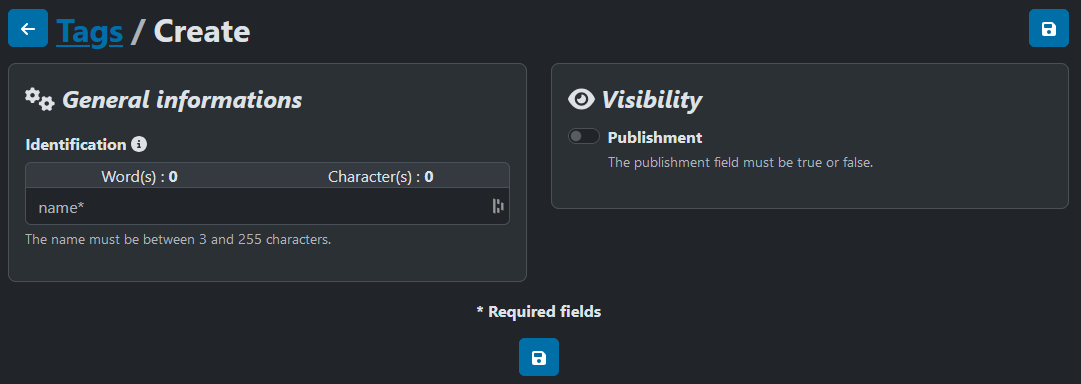 Tags / Create
General informations
Identification
Word(s) : 0 Character(s) : 0
name*
The name must be between 3 and 255 characters.
Visibility
Publishment
The publishment field must be true or false.
* Required fields